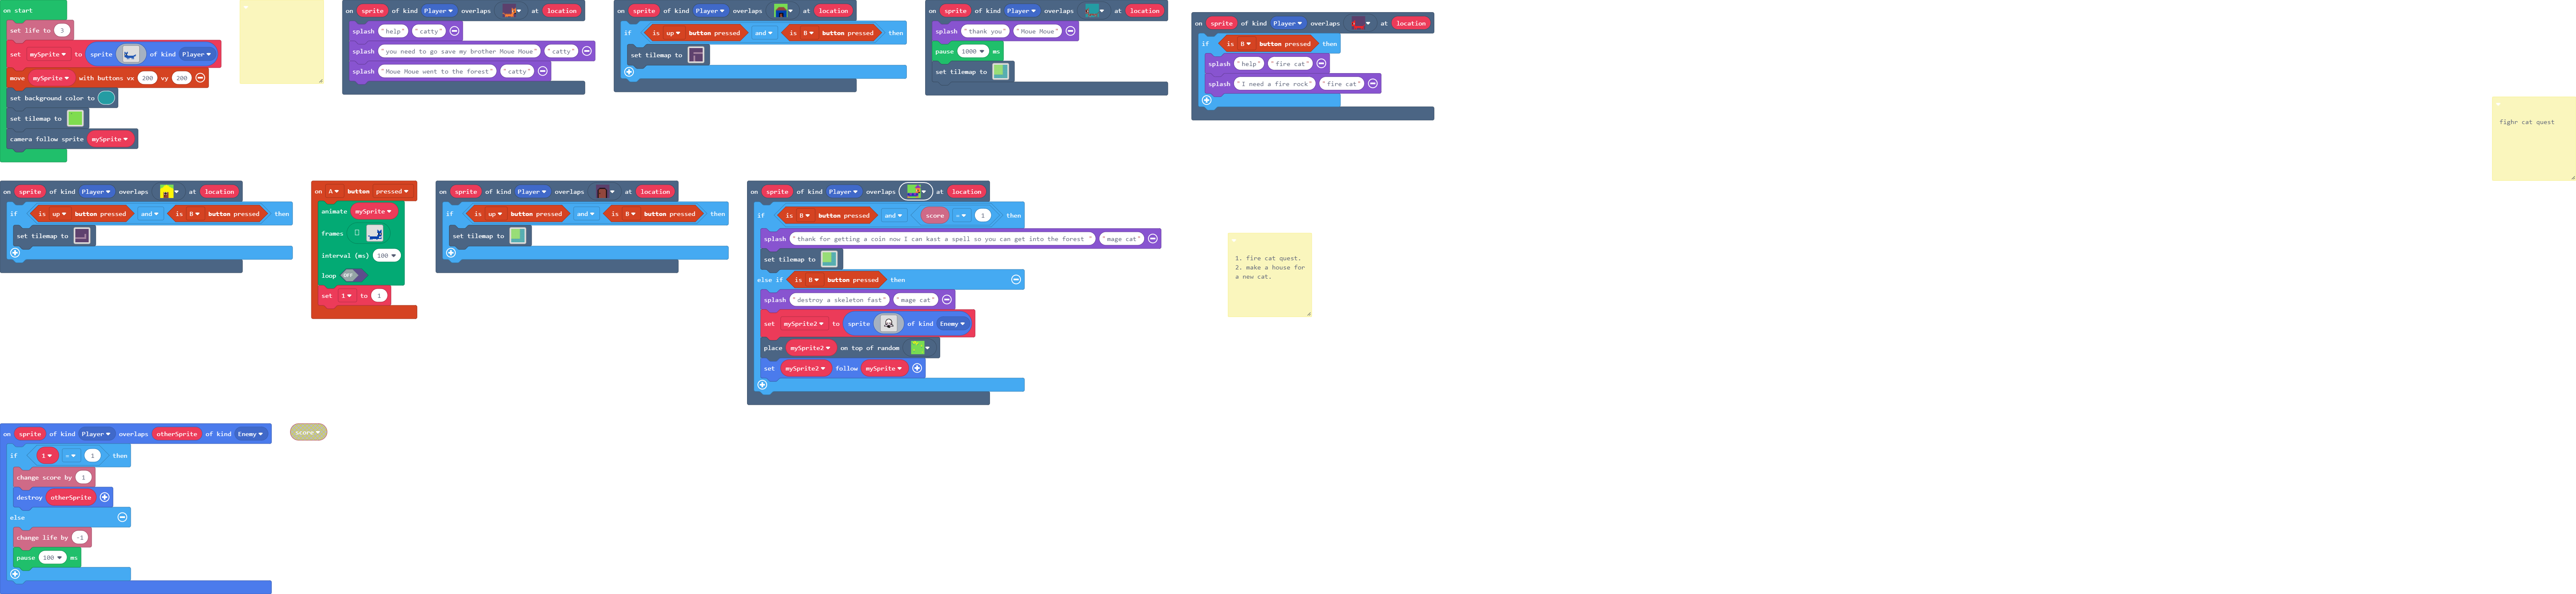 on start
set life to 3
set mySprite to sprite of kind Player
move mySprite with buttons vx 200 vy 200
set background color to
set tilemap to
camera follow sprite mySprite
on sprite of kind Player overlaps at location
splash "help" "catty"
splash "you need to go save my brother Moue Moue" "catty"
splash "Moue Moue went to the forest" "catty"
on sprite of kind Player overlaps at location
if is up button pressed and is B button pressed then
set tilemap to
on sprite of kind Player overlaps at location
splash "thank you" "Moue Moue"
pause 1000 ms
set tilemap to
on sprite of kind Player overlaps at location
if is B button pressed then
splash "help" "fire cat"
splash "I need a fire rock" "fire cat"
fighr cat quest
on sprite of kind Player overlaps at location
if is up button pressed and is B button pressed then
set tilemap to
on A button pressed
animate mySprite
frames
interval (ms) 100
loop OFF
set 1 to 1
on sprite of kind Player overlaps at location
if is up button pressed and is B button pressed then
set tilemap to
on sprite of kind Player overlaps at location
if is B button pressed and score = 1 then
splash "thank for getting a coin now I can kast a spell so you can get into the forest " "mage cat"
set tilemap to
else if is B button pressed then
splash "destroy a skeleton fast" "mage cat"
set mySprite2 to sprite of kind Enemy
place mySprite2 on top of random
set mySprite2 follow mySprite
1. fire cat quest.
2. make a house for
a new cat.
on sprite of kind Player overlaps otherSprite of kind Enemy
if 1 = 1 then
change score by 1
destroy otherSprite
else
change life by -1
pause 100 ms
score